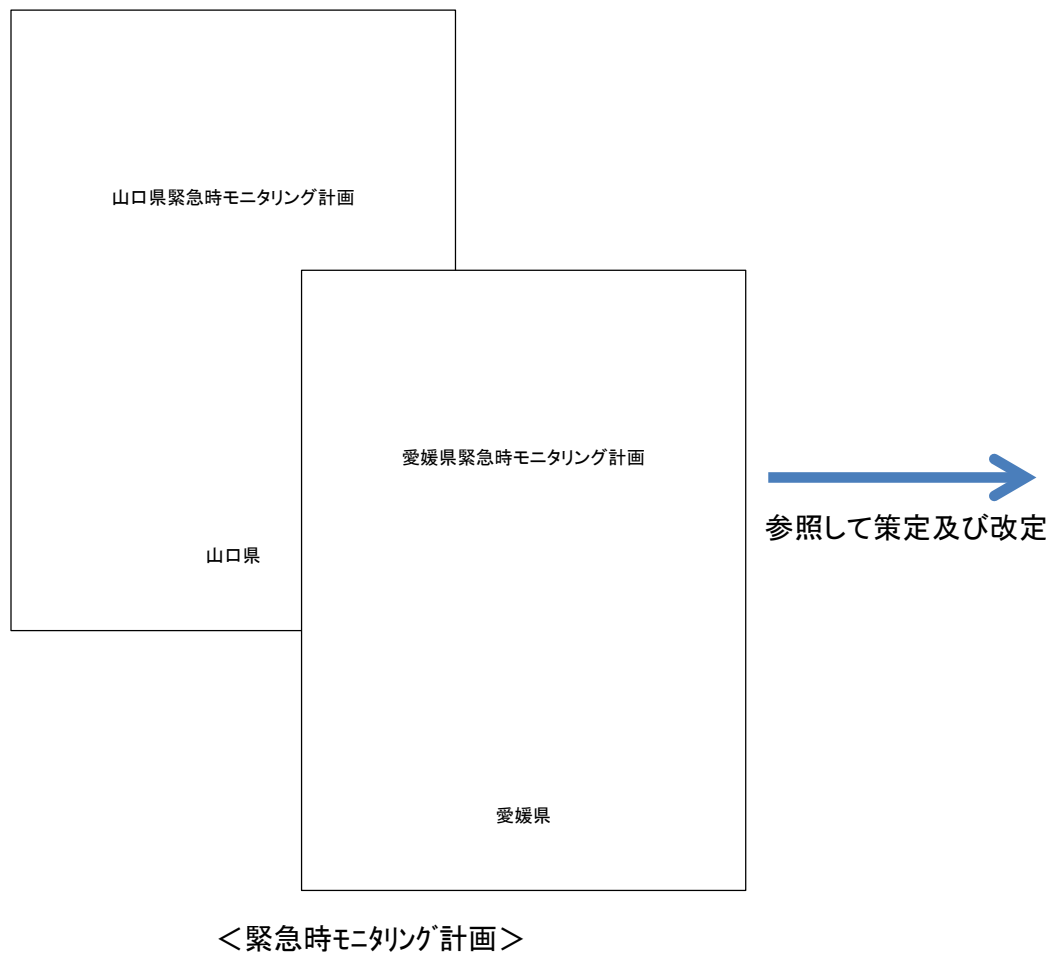 山口県緊急時モニタリング計画
山口県
愛媛県緊急時モニタリング計画
愛媛県
参照して策定及び改定
＜緊急時ﾓﾆﾀﾘﾝｸﾞ計画＞